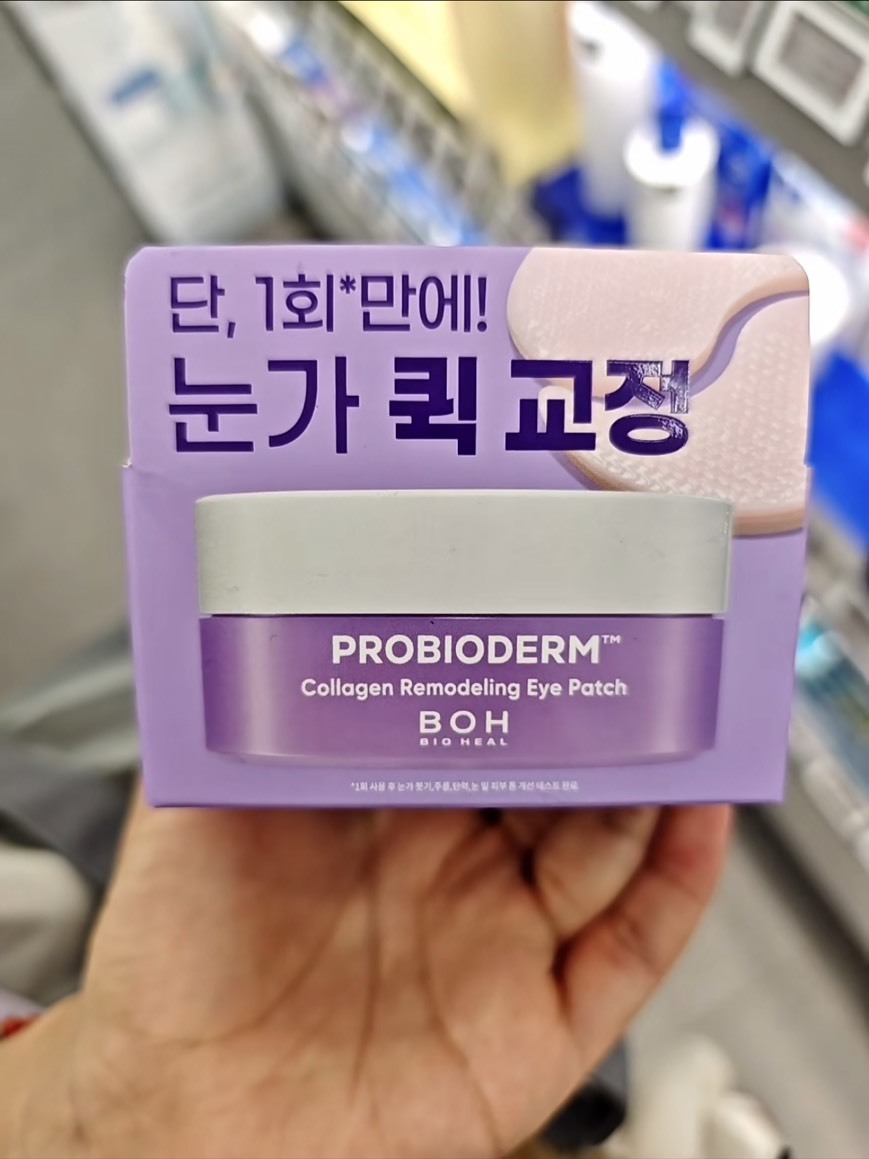 단, 1회*만에!
눈가 퀵 교정
PROBIODERM™
Collagen Remodeling Eye Patch
BOH
BIO HEAL
*1회 사용 후 눈가 붓기,주름,탄력,눈 밑 피부 톤 개선 테스트 완료